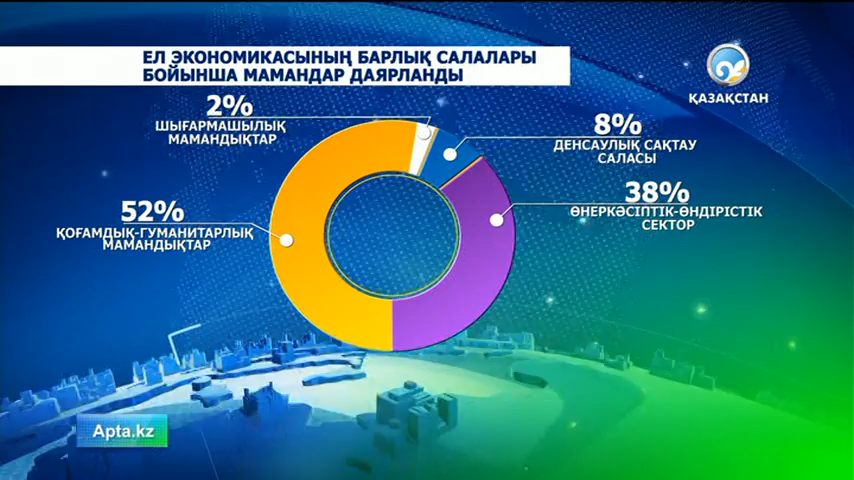 ЕЛ ЭКОНОМИКАСЫНЫҢ БАРЛЫҚ САЛАЛАРЫ
БОЙЫНША МАМАНДАР ДАЯРЛАНДЫ
ҚАЗАҚСТАН
2%
ШЫҒАРМАШЫЛЫҚ
МАМАНДЫҚТАР
8%
ДЕНСАУЛЫҚ САҚТАУ
САЛАСЫ
38%
ӨНЕРКӘСІПТІК-ӨНДІРІСТІК
СЕКТОР
52%
ҚОҒАМДЫҚ-ГУМАНИТАРЛЫҚ
МАМАНДЫҚТАР
Apta.kz